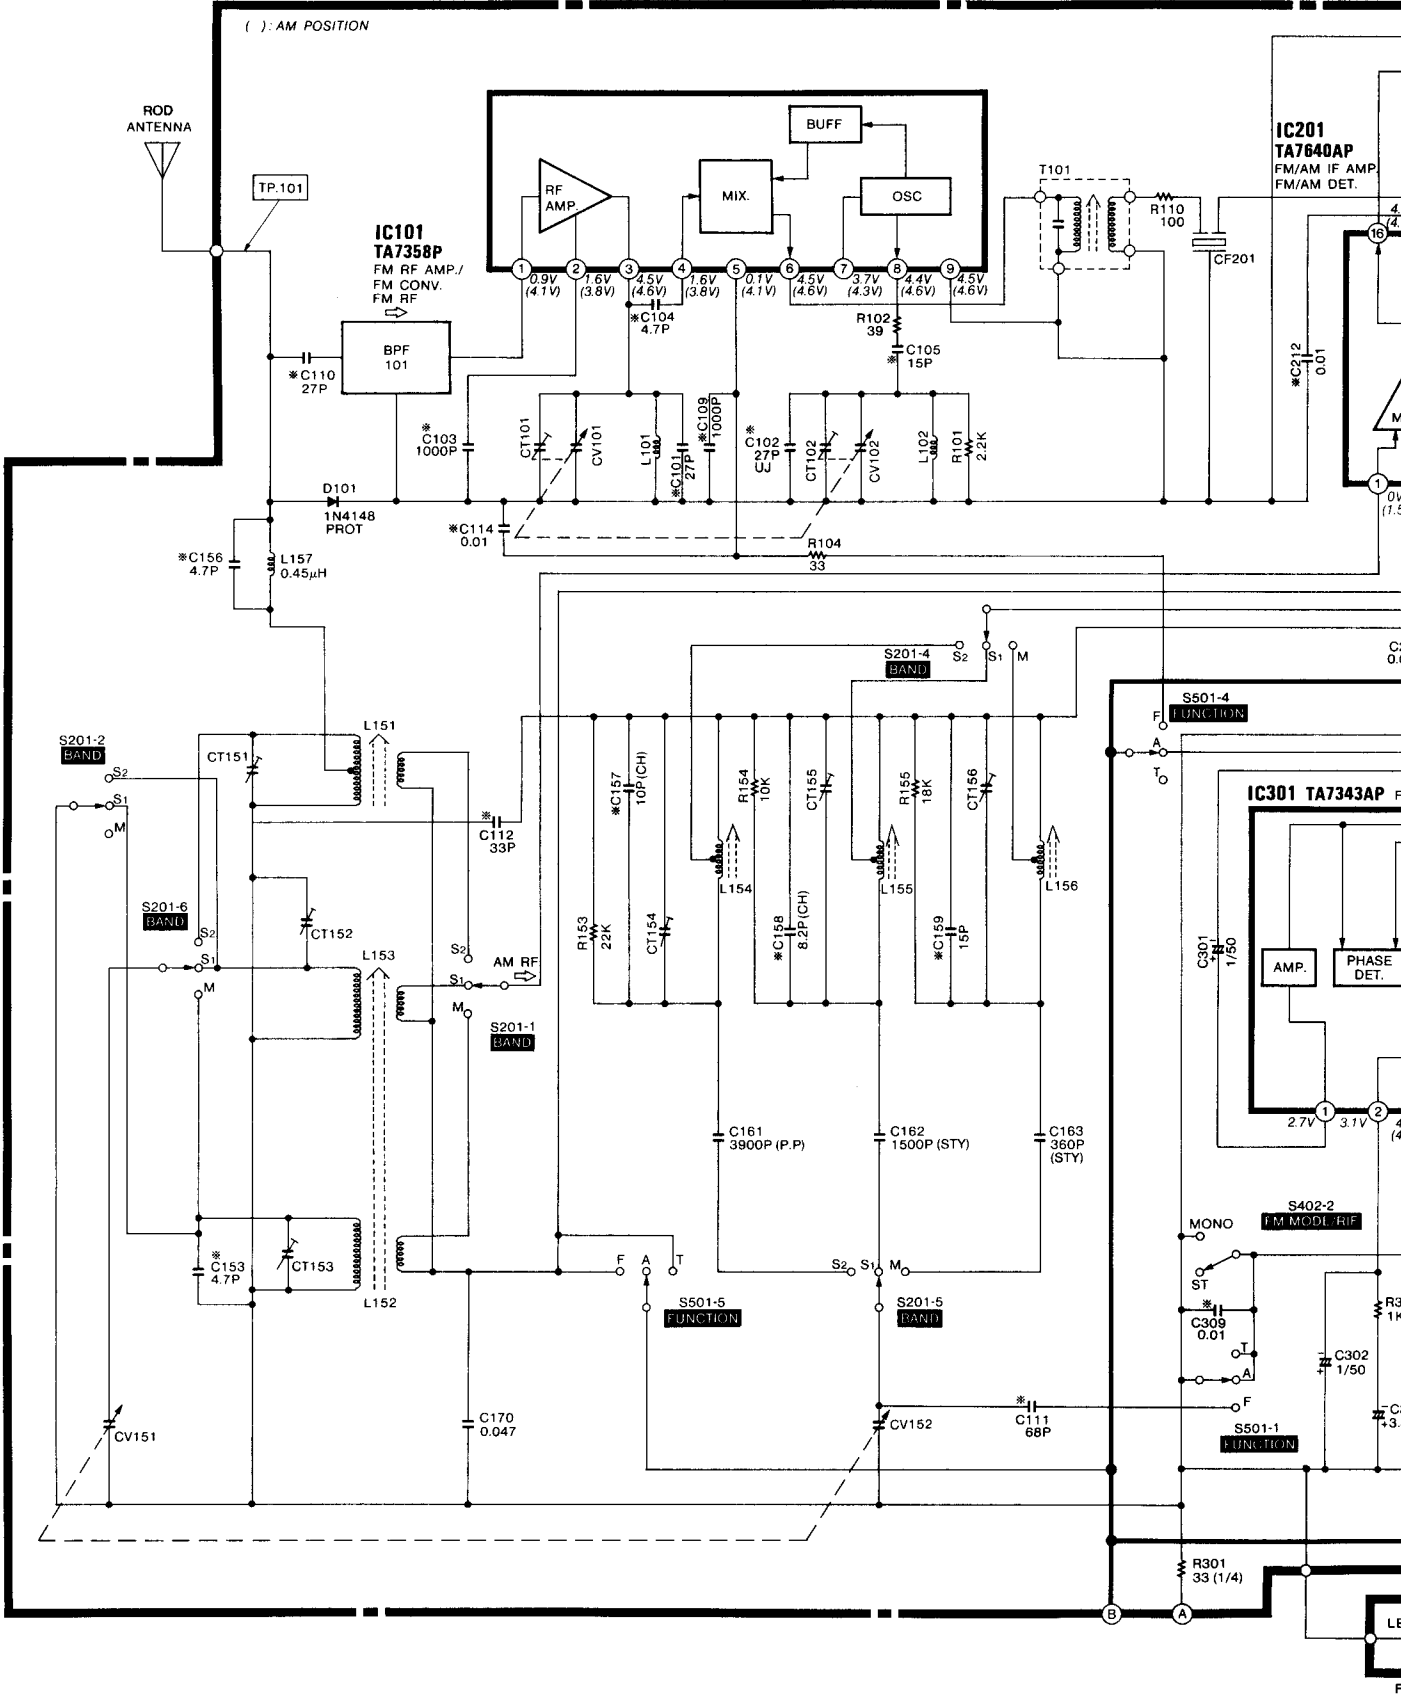 ( ): AM POSITION
ROD
ANTENNA
TP.101
IC101
TA7358P
FM RF AMP./
FM CONV.
FM RF
BPF
101
※C110
27P
RF
AMP.
MIX.
BUFF
OSC
1
2
3
4
5
6
7
8
9
0.9V
(4.1V)
1.6V
(3.8V)
4.5V
(4.6V)
1.6V
(3.8V)
0.1V
(4.1V)
4.5V
(4.6V)
3.7V
(4.3V)
4.4V
(4.6V)
4.5V
(4.6V)
※C104
4.7P
R102
39
C105
※ 15P
T101
R110
100
CF201
IC201
TA7640AP
FM/AM IF AMP.
FM/AM DET.
16
※C212
0.01
1
※
C103
1000P
CT101
CV101
L101
※C101
27P
※C109
1000P
※
C102
27P
UJ
CT102
CV102
L102
R101
2.2K
D101
1N4148
PROT
※C114
0.01
R104
33
※C156
4.7P
L157
0.45μH
S201-4
BAND
S2
S1
M
S501-4
FUNCTION
F
A
T
S201-2
BAND
S2
S1
M
CT151
L151
※
C112
33P
※C157
10P(CH)
CT154
R153
22K
L154
R154
10K
※C158
8.2P(CH)
CT155
L155
R155
18K
※C159
15P
CT156
L156
IC301 TA7343AP
AMP.
PHASE
DET.
C301
1/50
1
2
2.7V
3.1V
S201-6
BAND
S2
S1
M
CT152
L153
S2
S1
M
AM RF
S201-1
BAND
C161
3900P (P.P)
C162
1500P (STY)
C163
360P
(STY)
※
C153
4.7P
CT153
L152
F
A
T
S501-5
FUNCTION
S2
S1
M
S201-5
BAND
S402-2
FM MODE/RIF
MONO
ST
※
C309
0.01
T
A
F
S501-1
FUNCTION
C302
1/50
CV151
C170
0.047
CV152
※
C111
68P
R301
33 (1/4)
B
A